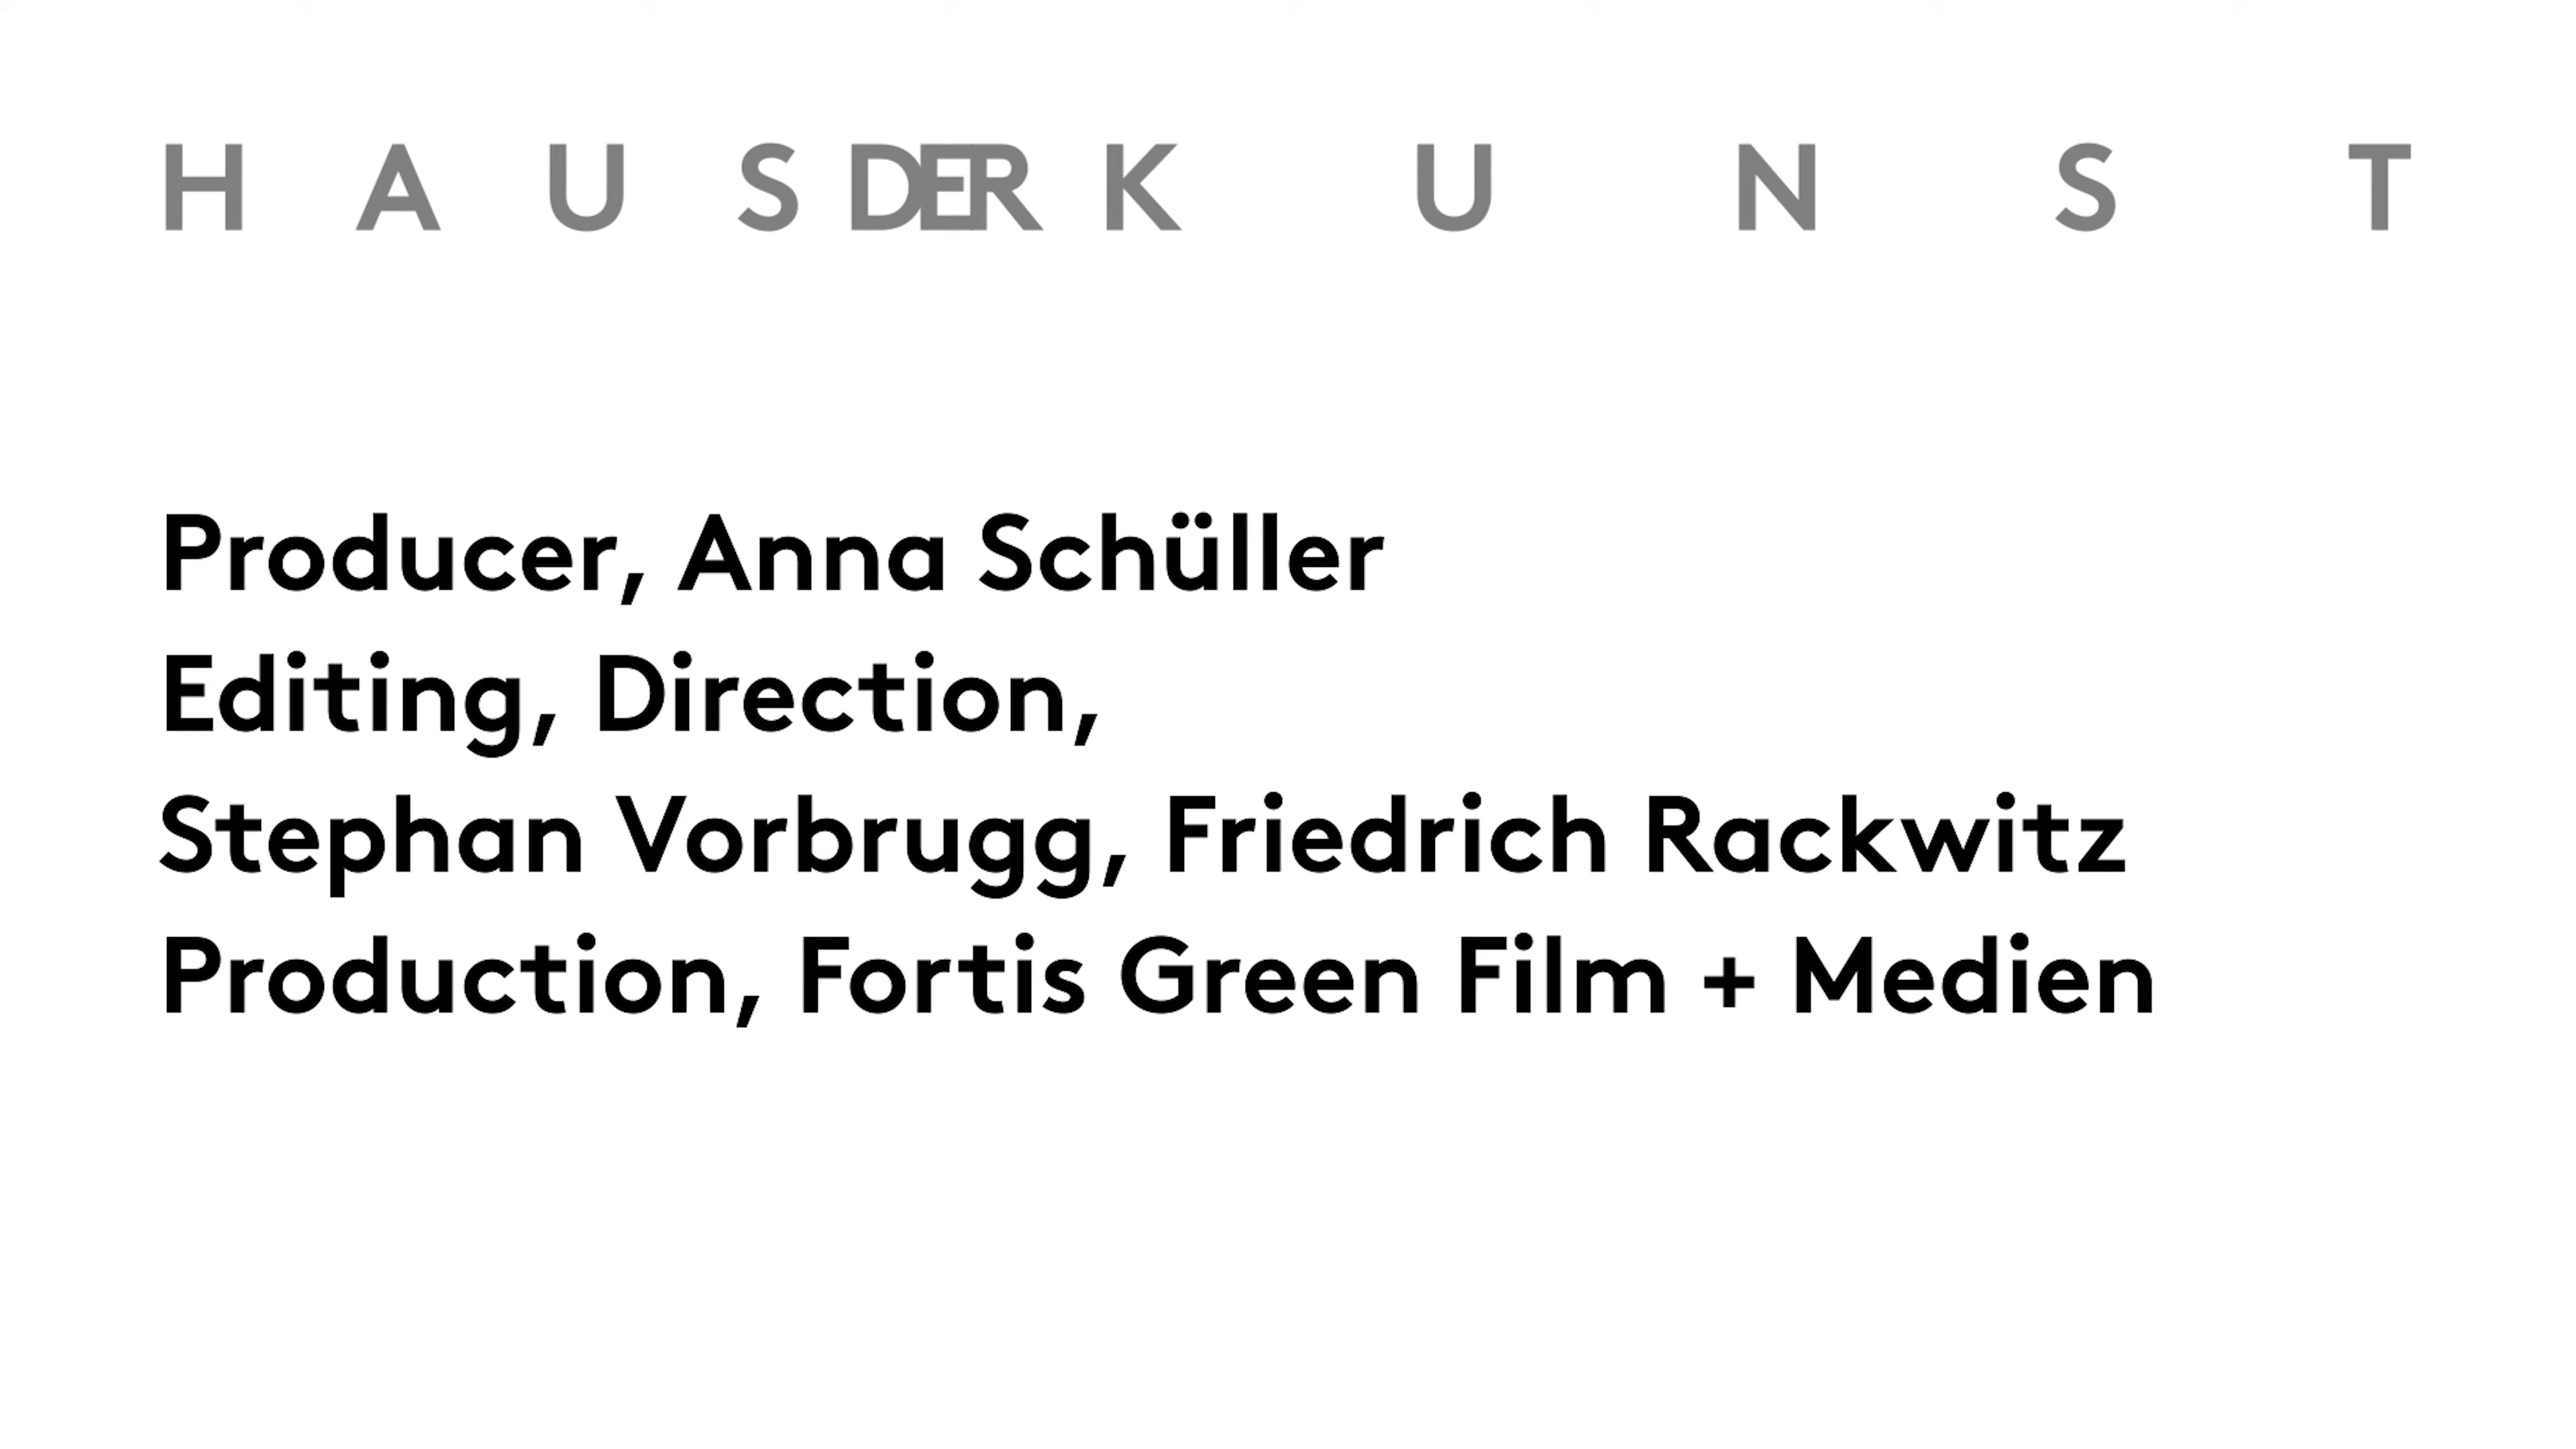 HAUS DER KUNST
Producer, Anna Schüller
Editing, Direction,
Stephan Vorbrugg, Friedrich Rackwitz
Production, Fortis Green Film + Medien